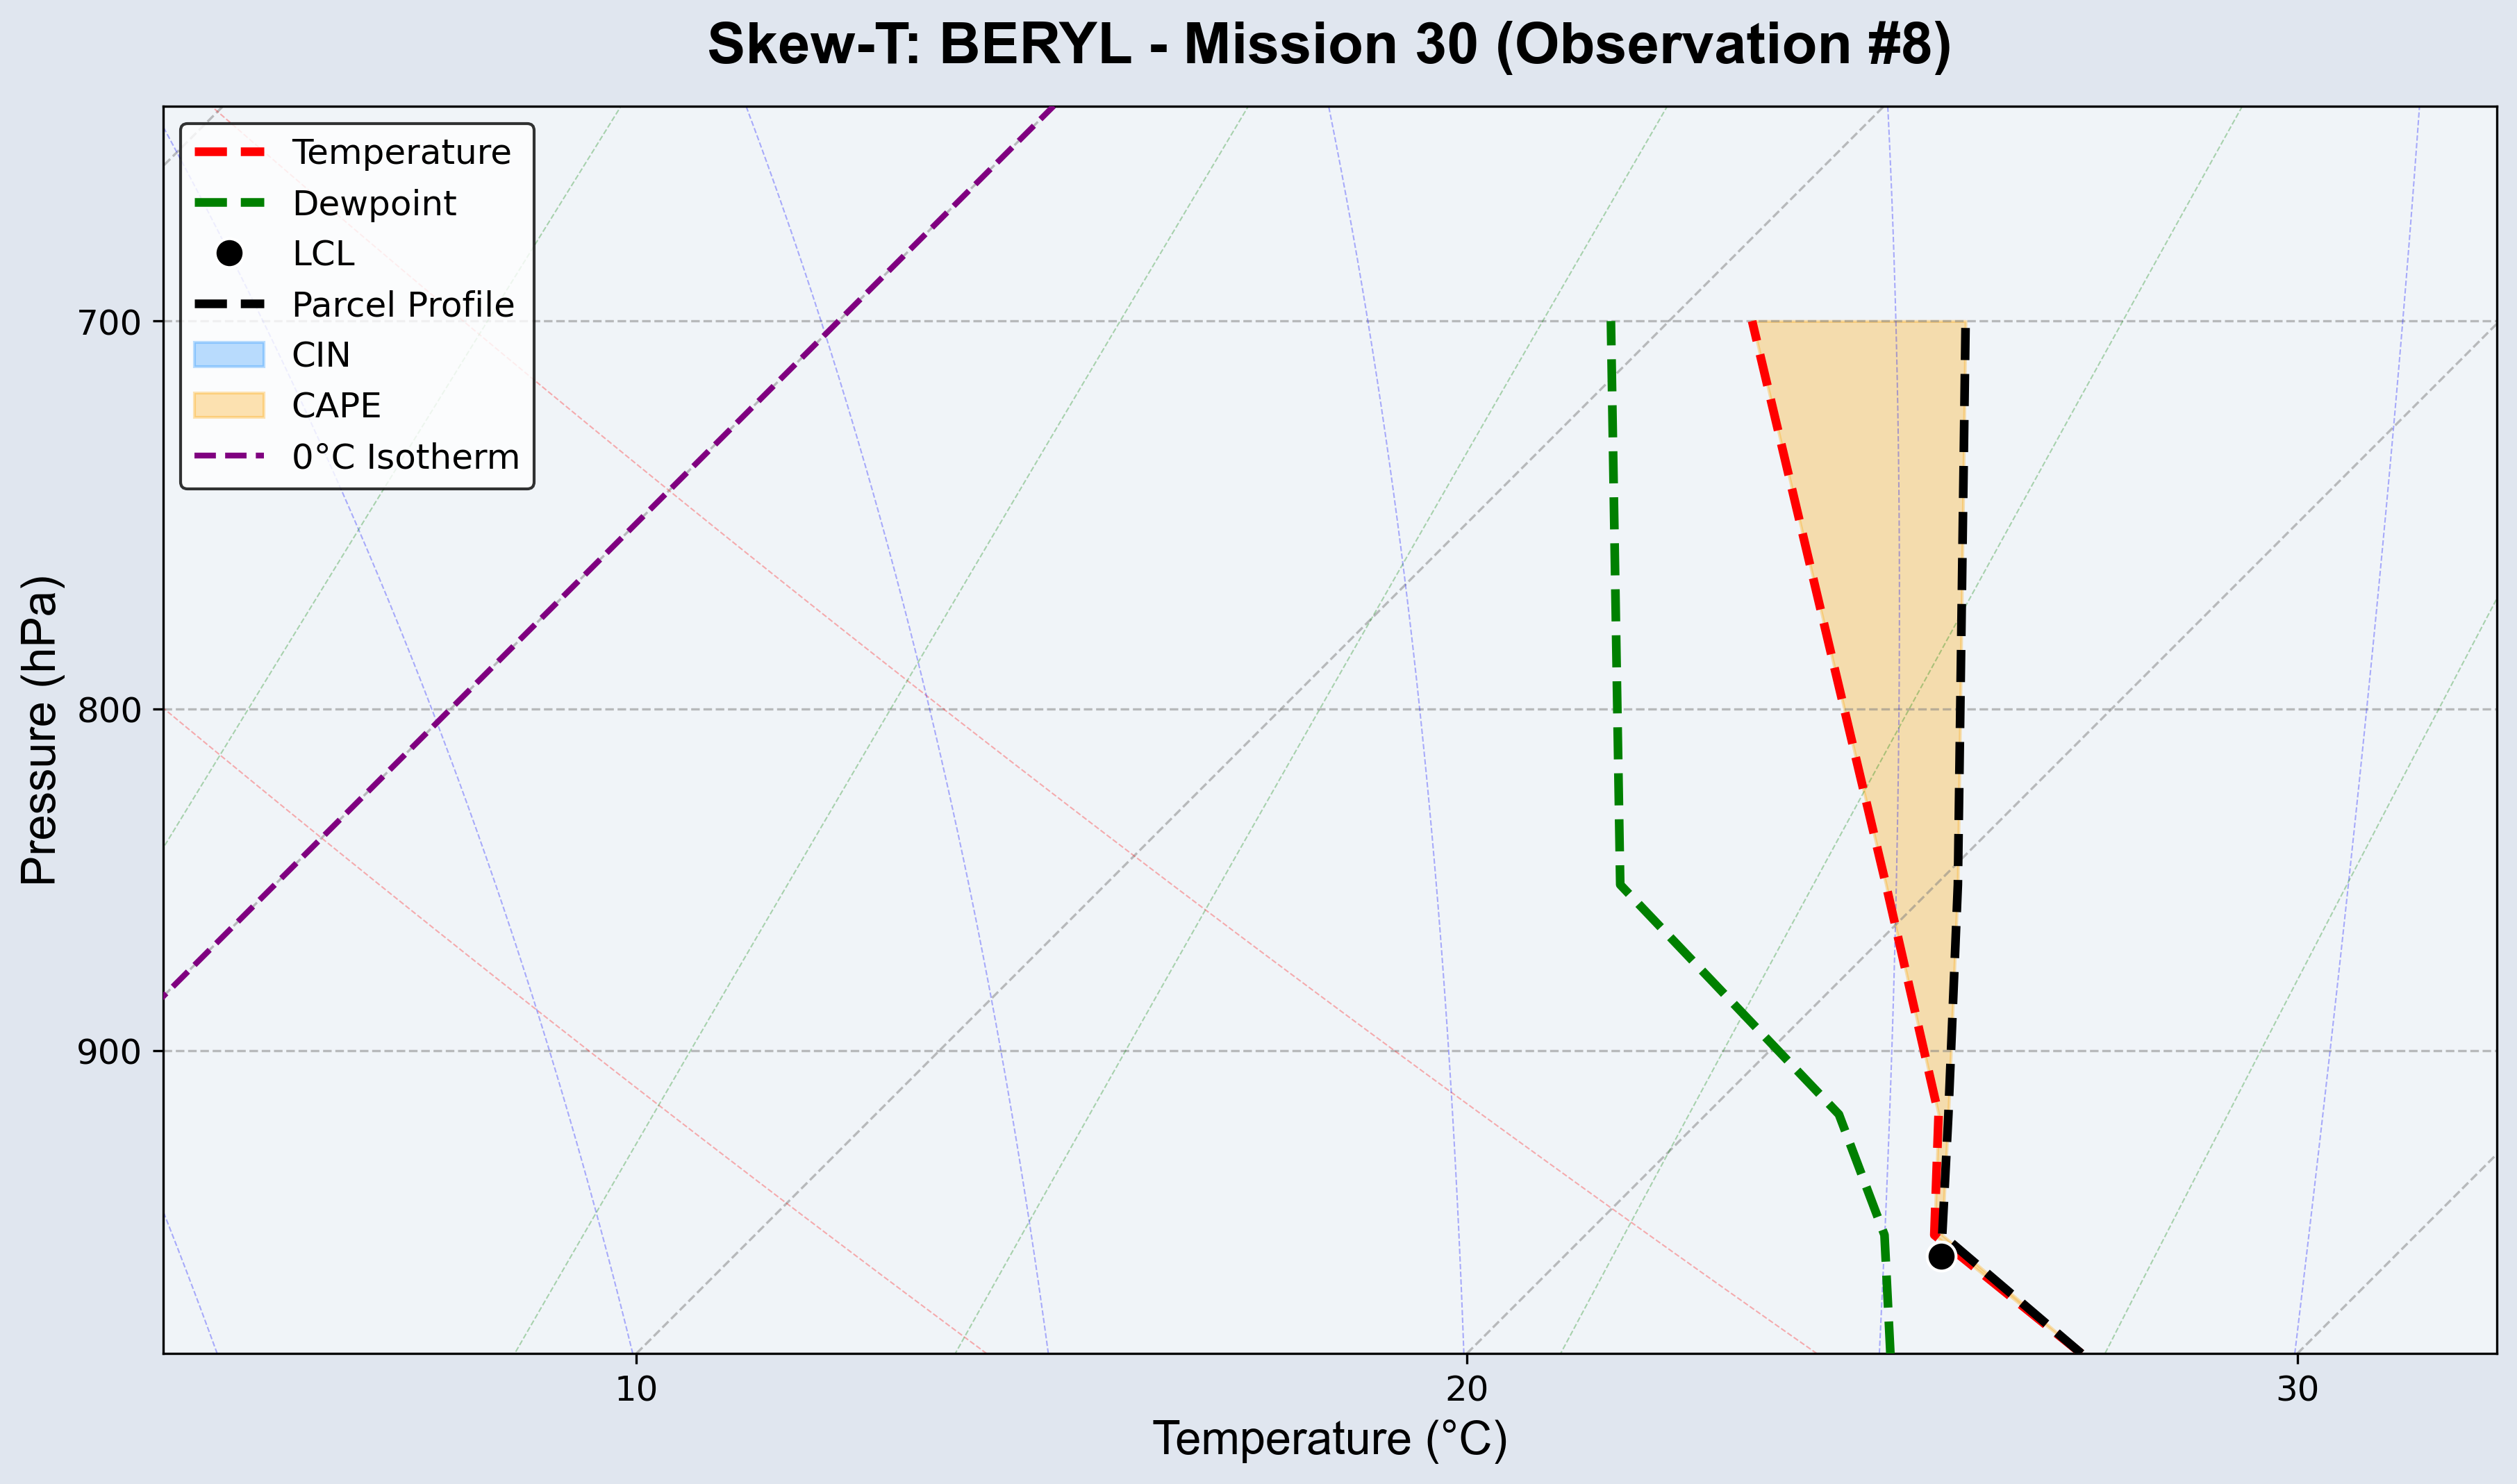 Skew-T: BERYL - Mission 30 (Observation #8)
Temperature
Dewpoint
LCL
Parcel Profile
CIN
CAPE
0°C Isotherm
700
800
900
Pressure (hPa)
10
20
30
Temperature (°C)